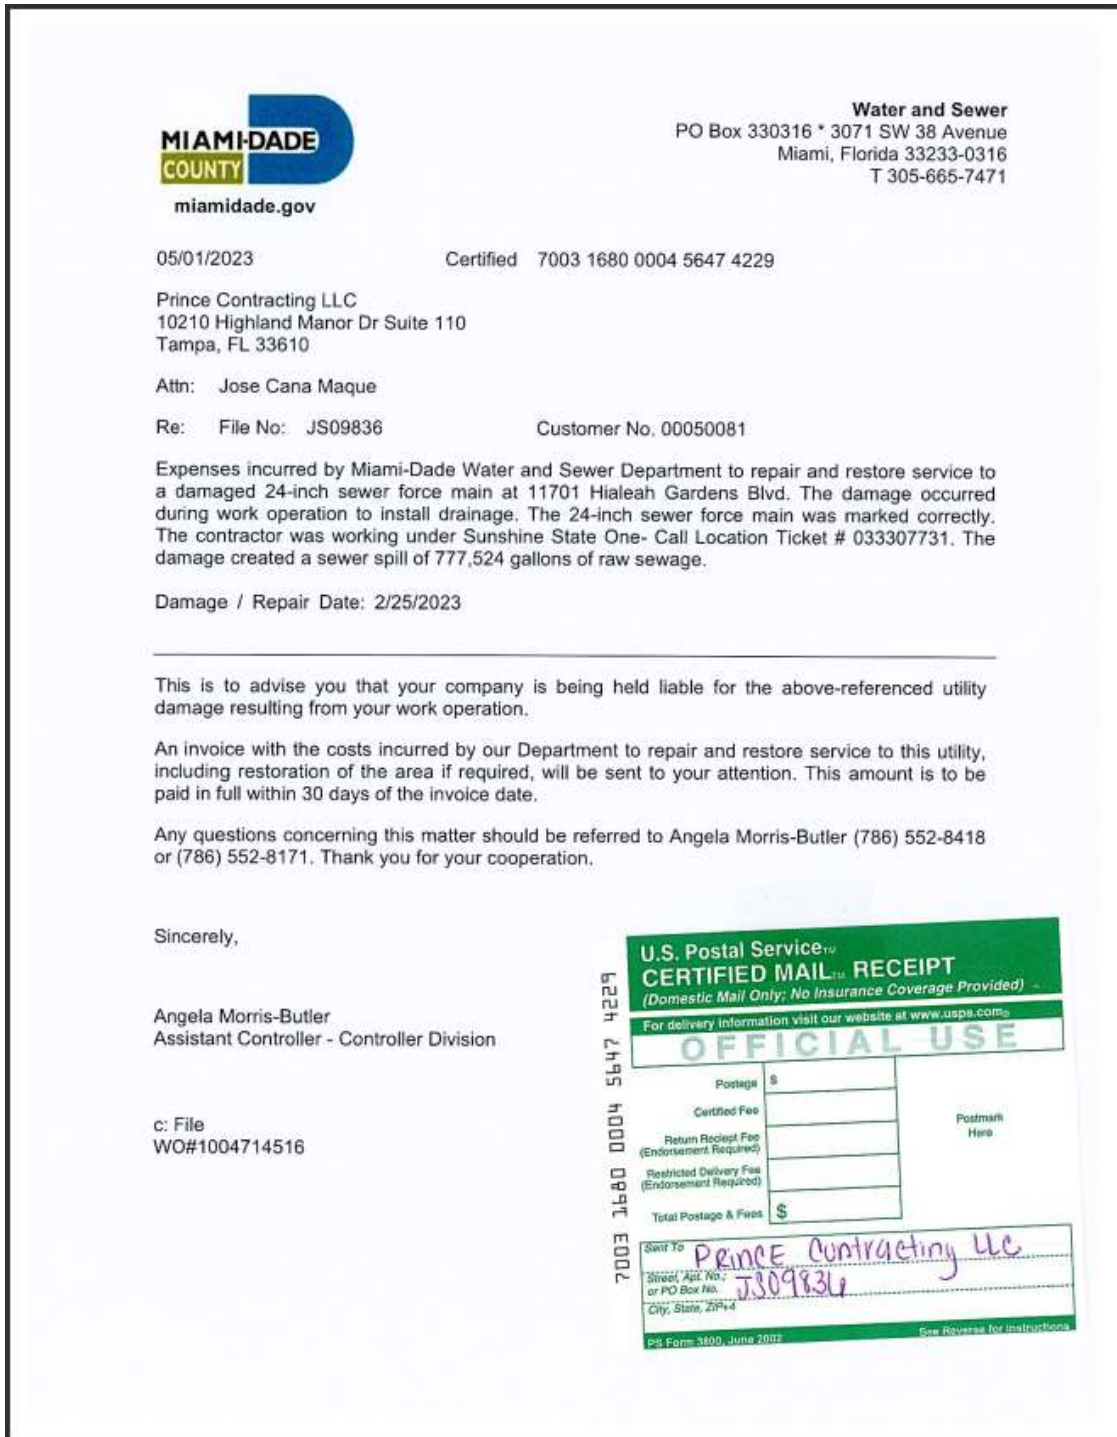 MIAMI-DADE
COUNTY
miamidade.gov
Water and Sewer
PO Box 330316 * 3071 SW 38 Avenue
Miami, Florida 33233-0316
T 305-665-7471
05/01/2023 Certified 7003 1680 0004 5647 4229
Prince Contracting LLC
10210 Highland Manor Dr Suite 110
Tampa, FL 33610
Attn: Jose Cana Maque
Re: File No: JS09836 Customer No. 00050081
Expenses incurred by Miami-Dade Water and Sewer Department to repair and restore service to
a damaged 24-inch sewer force main at 11701 Hialeah Gardens Blvd. The damage occurred
during work operation to install drainage. The 24-inch sewer force main was marked correctly.
The contractor was working under Sunshine State One- Call Location Ticket # 033307731. The
damage created a sewer spill of 777,524 gallons of raw sewage.
Damage / Repair Date: 2/25/2023
This is to advise you that your company is being held liable for the above-referenced utility
damage resulting from your work operation.
An invoice with the costs incurred by our Department to repair and restore service to this utility,
including restoration of the area if required, will be sent to your attention. This amount is to be
paid in full within 30 days of the invoice date.
Any questions concerning this matter should be referred to Angela Morris-Butler (786) 552-8418
or (786) 552-8171. Thank you for your cooperation.
Sincerely,
Angela Morris-Butler
Assistant Controller - Controller Division
c: File
WO#1004714516
7003 1680 0004 5647 4229
U.S. Postal Service™
CERTIFIED MAIL™ RECEIPT
(Domestic Mail Only; No Insurance Coverage Provided)
For delivery information visit our website at www.usps.com®
OFFICIAL USE
Postage $
Certified Fee
Return Reciept Fee
(Endorsement Required)
Restricted Delivery Fee
(Endorsement Required)
Total Postage & Fees $
Postmark
Here
Sent To PRINCE Contracting LLC
Street, Apt. No.;
or PO Box No. JS09836
City, State, ZIP+4
PS Form 3800, June 2002 See Reverse for Instructions